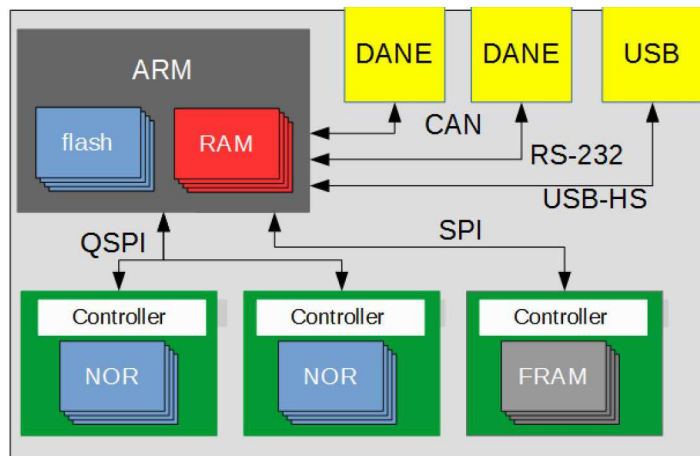 DANE
DANE
USB
ARM
flash
RAM
CAN
RS-232
USB-HS
QSPI
SPI
Controller
Controller
Controller
NOR
NOR
FRAM